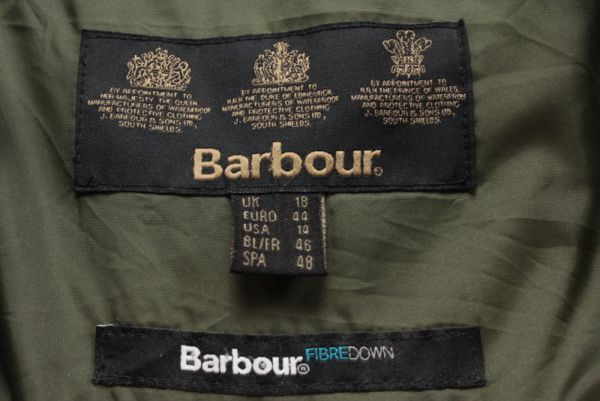 BY APPOINTMENT TO
HER MAJESTY THE QUEEN
MANUFACTURERS OF WATERPROOF
AND PROTECTIVE CLOTHING
J. BARBOUR & SONS LTD.,
SOUTH SHIELDS.
BY APPOINTMENT TO
H.R.H. THE DUKE OF EDINBURGH
MANUFACTURERS OF WATERPROOF
AND PROTECTIVE CLOTHING
J. BARBOUR & SONS LTD.,
SOUTH SHIELDS.
BY APPOINTMENT TO
H.R.H. THE PRINCE OF WALES
MANUFACTURERS OF WATERPROOF
AND PROTECTIVE CLOTHING
J. BARBOUR & SONS LTD.,
SOUTH SHIELDS.
Barbour®
UK 18
EURO 44
USA 14
BL/FR 46
SPA 48
Barbour® FIBREDOWN